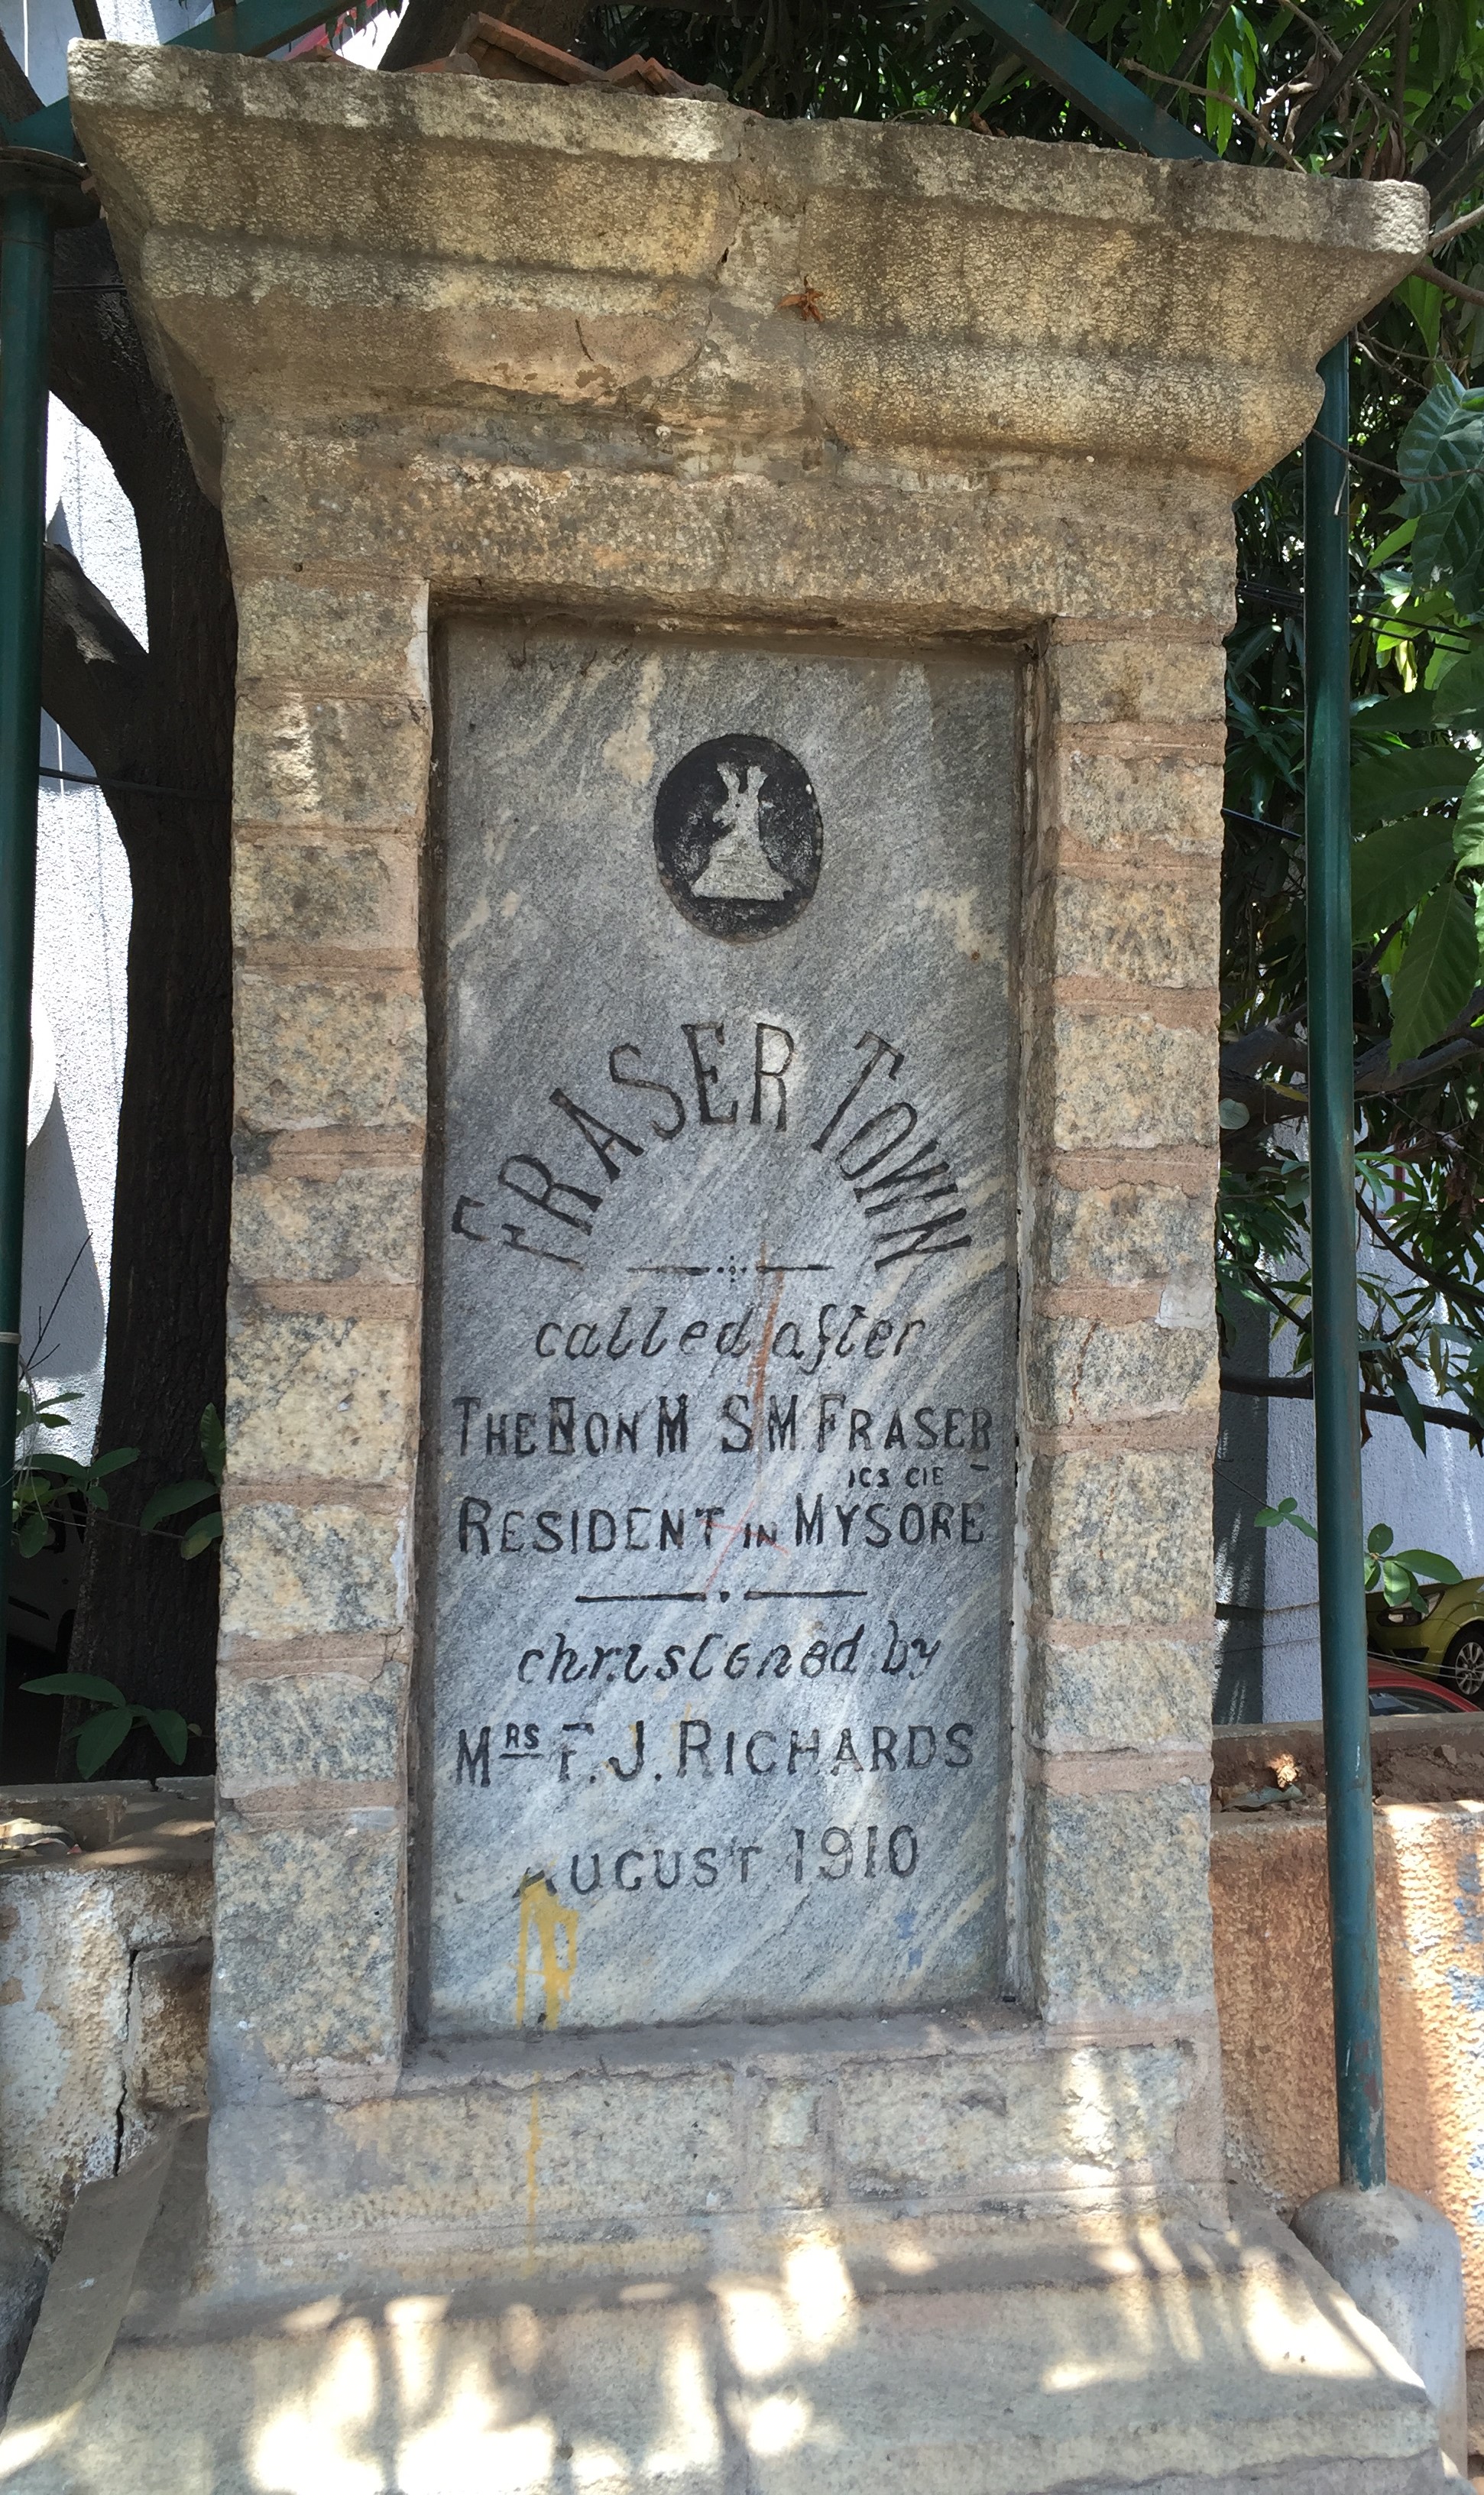 FRASER TOWN
called after
THE HON M S M FRASER
ICS CIE
RESIDENT IN MYSORE
christened by
MRS F. J. RICHARDS
AUGUST 1910